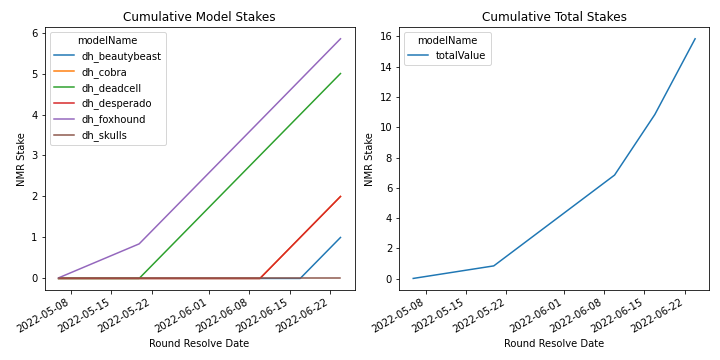 Cumulative Model Stakes
modelName
dh_beautybeast
dh_cobra
dh_deadcell
dh_desperado
dh_foxhound
dh_skulls
NMR Stake
6
5
4
3
2
1
0
2022-05-08
2022-05-15
2022-05-22
2022-06-01
2022-06-08
2022-06-15
2022-06-22
Round Resolve Date
Cumulative Total Stakes
modelName
totalValue
NMR Stake
16
14
12
10
8
6
4
2
0
2022-05-08
2022-05-15
2022-05-22
2022-06-01
2022-06-08
2022-06-15
2022-06-22
Round Resolve Date